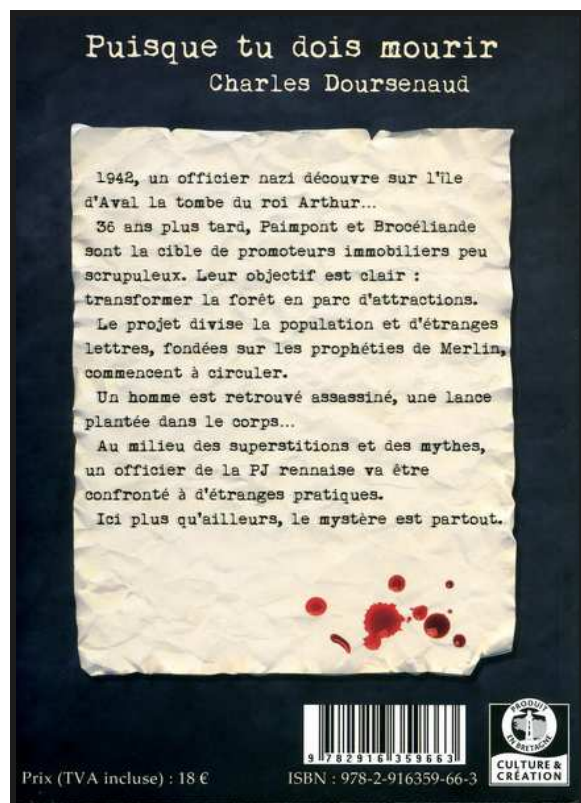 Puisque tu dois mourir
Charles Doursenaud
1942, un officier nazi découvre sur l'île
d'Aval la tombe du roi Arthur...
36 ans plus tard, Paimpont et Brocéliande
sont la cible de promoteurs immobiliers peu
scrupuleux. Leur objectif est clair :
transformer la forêt en parc d'attractions.
Le projet divise la population et d'étranges
lettres, fondées sur les prophéties de Merlin,
commencent à circuler.
Un homme est retrouvé assassiné, une lance
plantée dans le corps...
Au milieu des superstitions et des mythes,
un officier de la PJ rennaise va être
confronté à d'étranges pratiques.
Ici plus qu'ailleurs, le mystère est partout.
9 782916 359663
PRODUIT
EN BRETAGNE
CULTURE &
CRÉATION
Prix (TVA incluse) : 18 €
ISBN : 978-2-916359-66-3